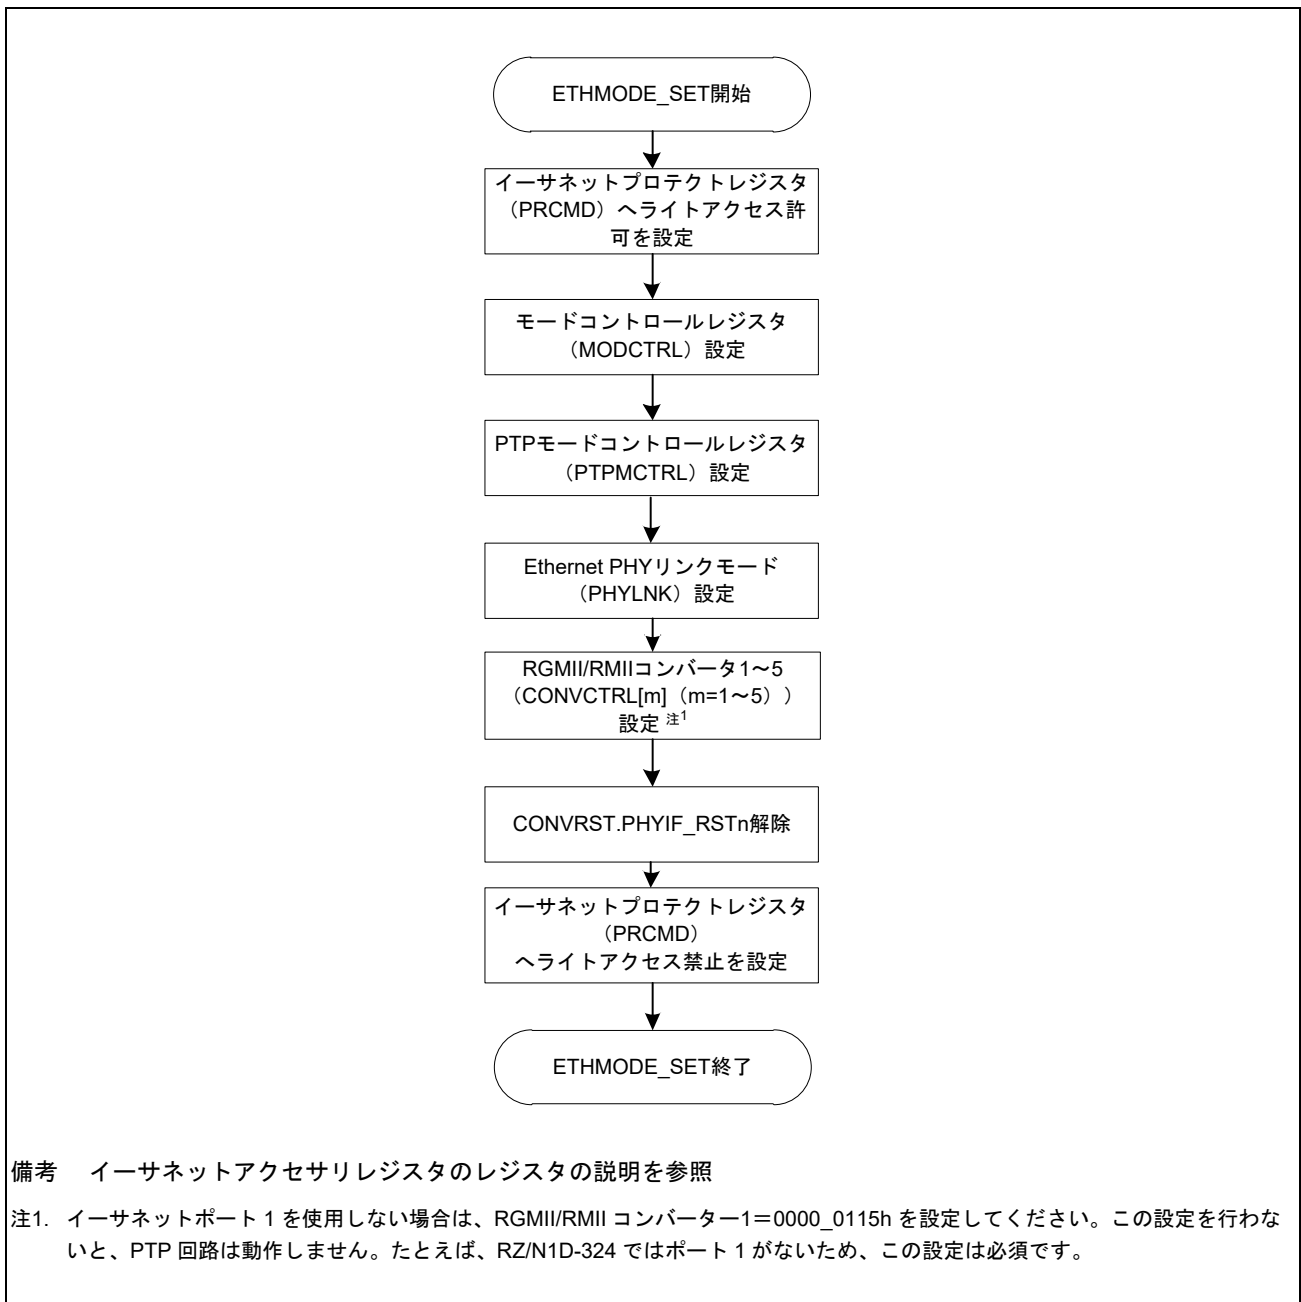 ETHMODE_SET開始
イーサネットプロテクトレジスタ
（PRCMD）へライトアクセス許
可を設定
モードコントロールレジスタ
（MODCTRL）設定
PTPモードコントロールレジスタ
（PTPMCTRL）設定
Ethernet PHYリンクモード
（PHYLNK）設定
RGMII/RMIIコンバータ1～5
（CONVCTRL[m]（m=1～5））
設定 注1
CONVRST.PHYIF_RSTn解除
イーサネットプロテクトレジスタ
（PRCMD）
へライトアクセス禁止を設定
ETHMODE_SET終了
備考 イーサネットアクセサリレジスタのレジスタの説明を参照
注1. イーサネットポート 1 を使用しない場合は、RGMII/RMII コンバーター1＝0000_0115h を設定してください。この設定を行わな
いと、PTP 回路は動作しません。たとえば、RZ/N1D-324 ではポート 1 がないため、この設定は必須です。